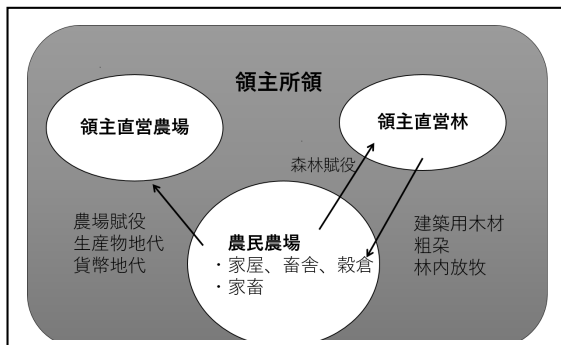 領主所領
領主直営農場
領主直営林
森林賦役
農場賦役
生産物地代
貨幣地代
農民農場
・家屋、畜舎、穀倉
・家畜
建築用木材
粗朶
林内放牧